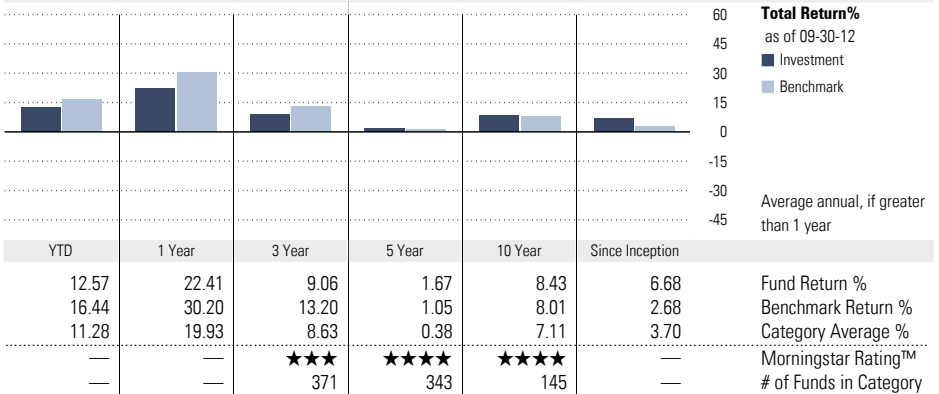 60
45
30
15
0
-15
-30
-45
Total Return%
as of 09-30-12
Investment
Benchmark
Average annual, if greater
than 1 year
YTD 1 Year 3 Year 5 Year 10 Year Since Inception
12.57 22.41 9.06 1.67 8.43 6.68 Fund Return %
16.44 30.20 13.20 1.05 8.01 2.68 Benchmark Return %
11.28 19.93 8.63 0.38 7.11 3.70 Category Average %
— — ★★★ ★★★★ ★★★★ — Morningstar Rating™
— — 371 343 145 — # of Funds in Category